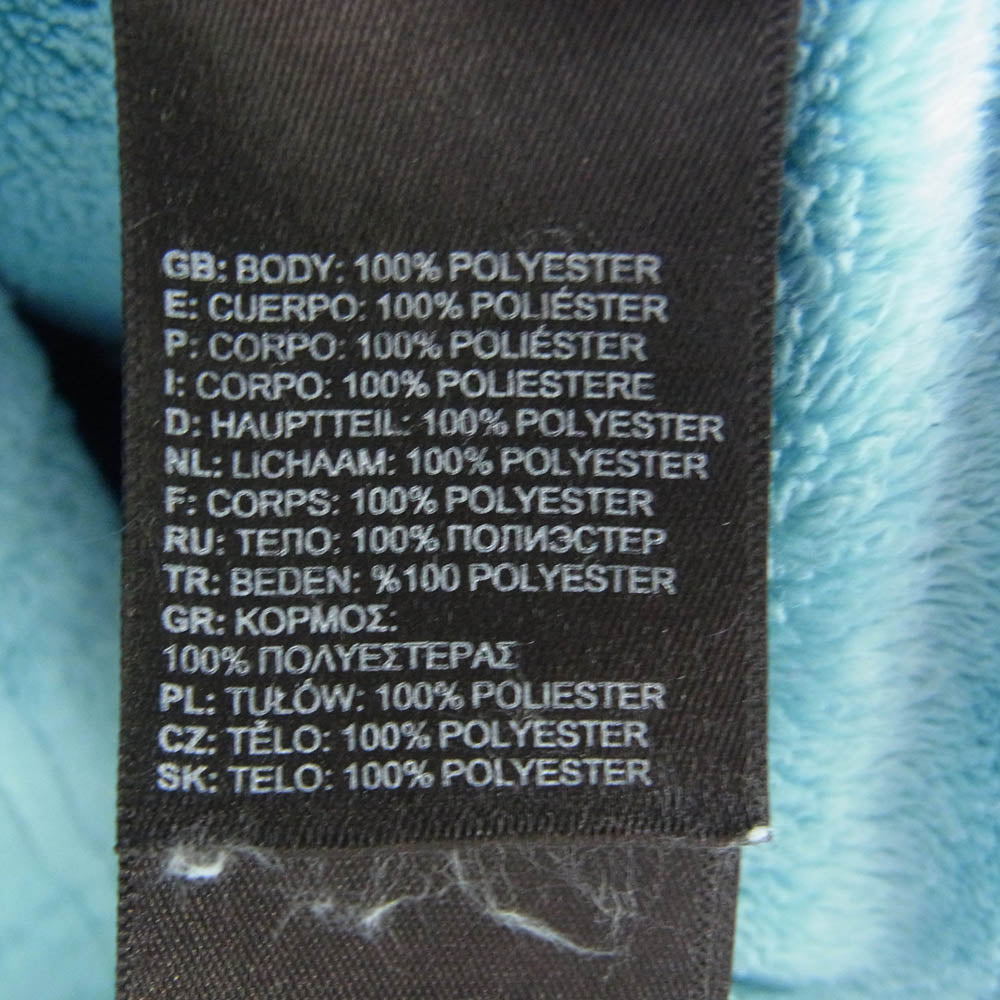 GB: BODY: 100% POLYESTER
E: CUERPO: 100% POLIÉSTER
P: CORPO: 100% POLIÉSTER
I: CORPO: 100% POLIESTERE
D: HAUPTTEIL: 100% POLYESTER
NL: LICHAAM: 100% POLYESTER
F: CORPS: 100% POLYESTER
RU: ТЕЛО: 100% ПОЛИЭСТЕР
TR: BEDEN: %100 POLYESTER
GR: ΚΟΡΜΟΣ:
100% ΠΟΛΥΕΣΤΕΡΑΣ
PL: TUŁÓW: 100% POLIESTER
CZ: TĚLO: 100% POLYESTER
SK: TELO: 100% POLYESTER